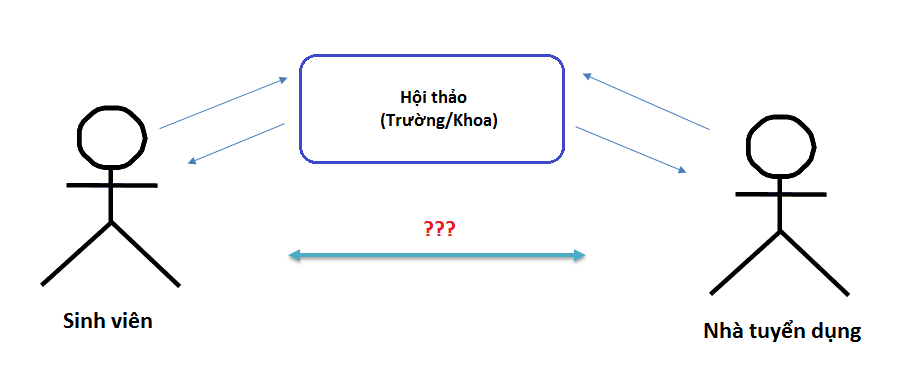 Hội thảo
(Trường/Khoa)
???
Sinh viên
Nhà tuyển dụng